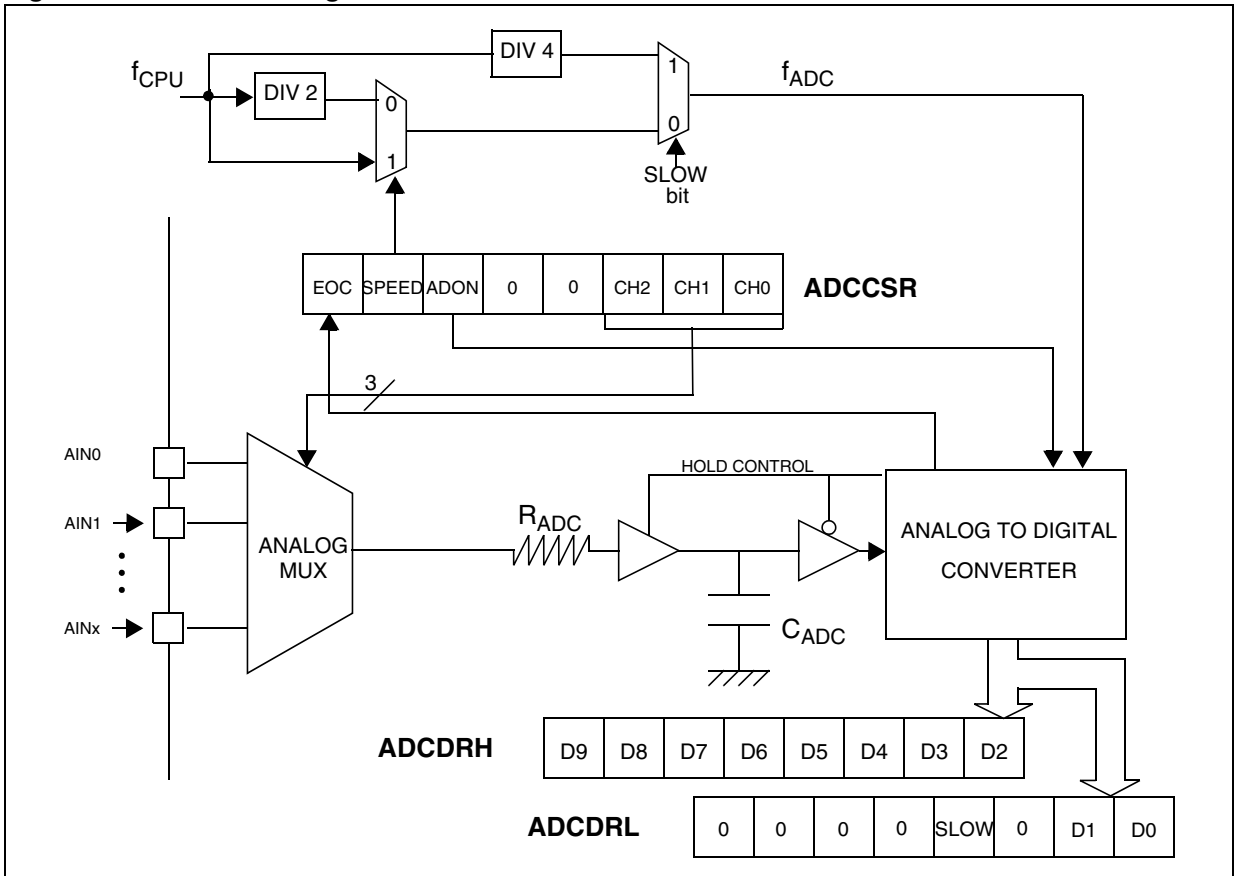 DIV 4
1
fCPU
fADC
DIV 2
0
0
1
SLOW
bit
EOC SPEED ADON 0 0 CH2 CH1 CH0 ADCCSR
3
AIN0
HOLD CONTROL
RADC
AIN1
ANALOG
MUX
ANALOG TO DIGITAL
CONVERTER
AINx
CADC
ADCDRH D9 D8 D7 D6 D5 D4 D3 D2
ADCDRL 0 0 0 0 SLOW 0 D1 D0